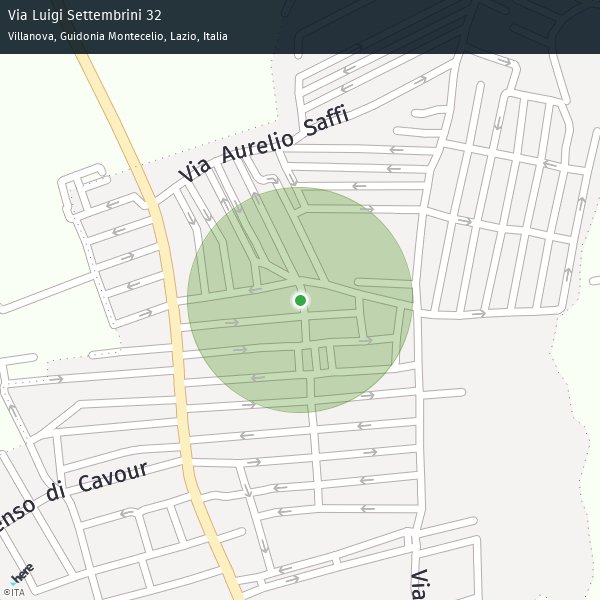 Via Luigi Settembrini 32
Villanova, Guidonia Montecelio, Lazio, Italia
Via Aurelio Saffi
enso di Cavour
Via
here
©ITA